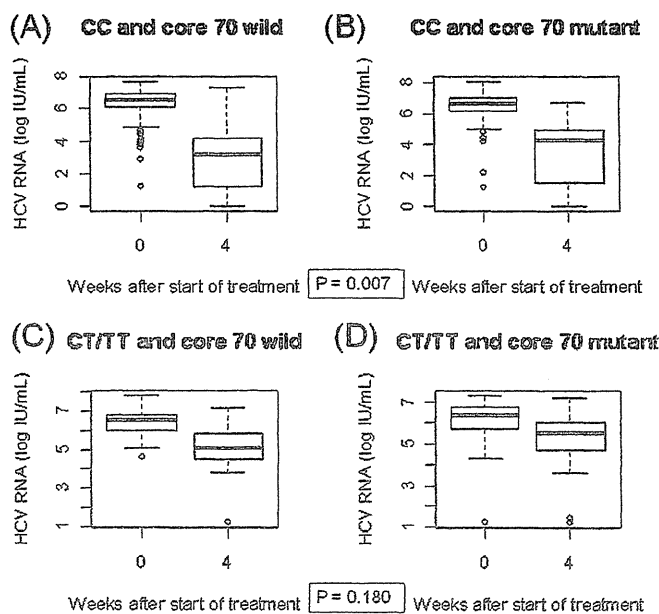 (A) CC and core 70 wild
HCV RNA (log IU/mL)
8
6
4
2
0
0 4
Weeks after start of treatment
(B) CC and core 70 mutant
HCV RNA (log IU/mL)
8
6
4
2
0
0 4
Weeks after start of treatment
P = 0.007
(C) CT/TT and core 70 wild
HCV RNA (log IU/mL)
7
5
3
1
0 4
Weeks after start of treatment
(D) CT/TT and core 70 mutant
HCV RNA (log IU/mL)
7
5
3
1
0 4
Weeks after start of treatment
P = 0.180